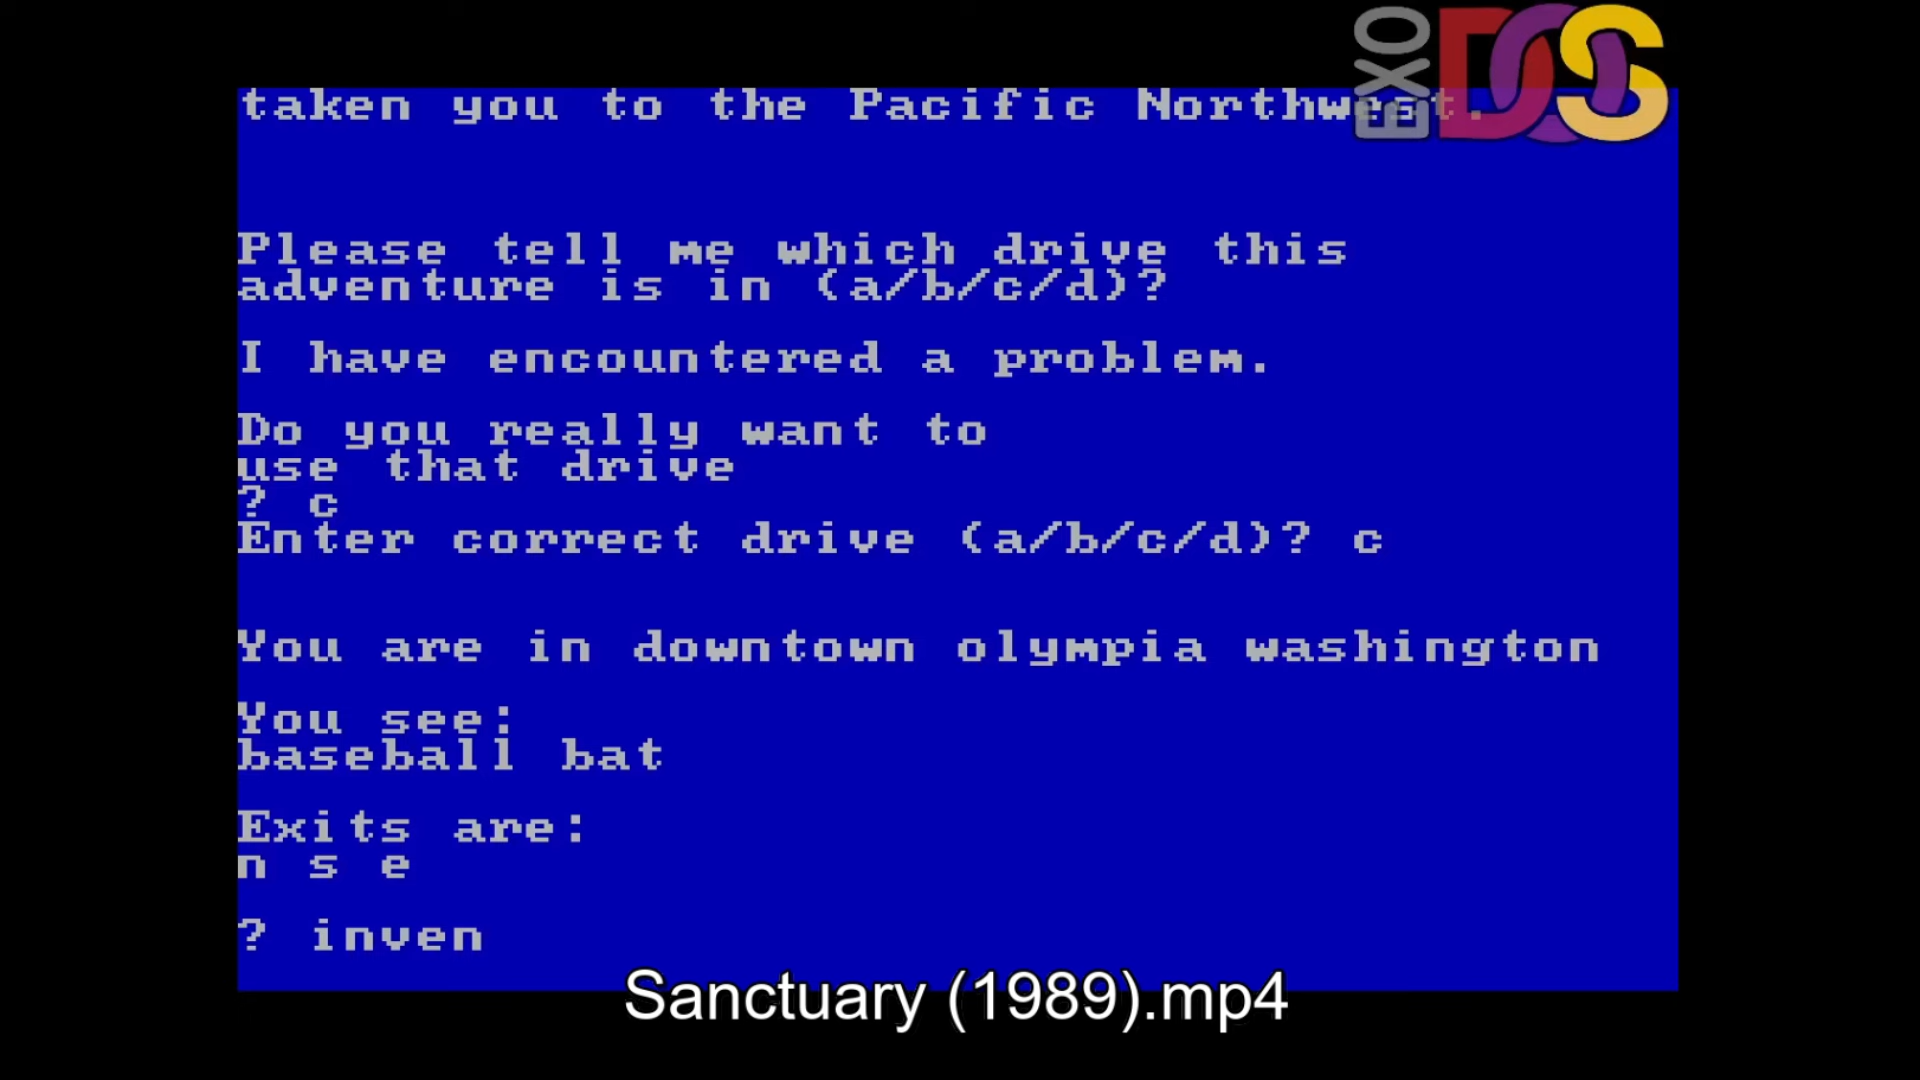 EXO DOS
taken you to the Pacific Northwest.
Please tell me which drive this
adventure is in (a/b/c/d)?
I have encountered a problem.
Do you really want to
use that drive
? c
Enter correct drive (a/b/c/d)? c
You are in downtown olympia washington
You see:
baseball bat
Exits are:
n s e
? inven
Sanctuary (1989).mp4